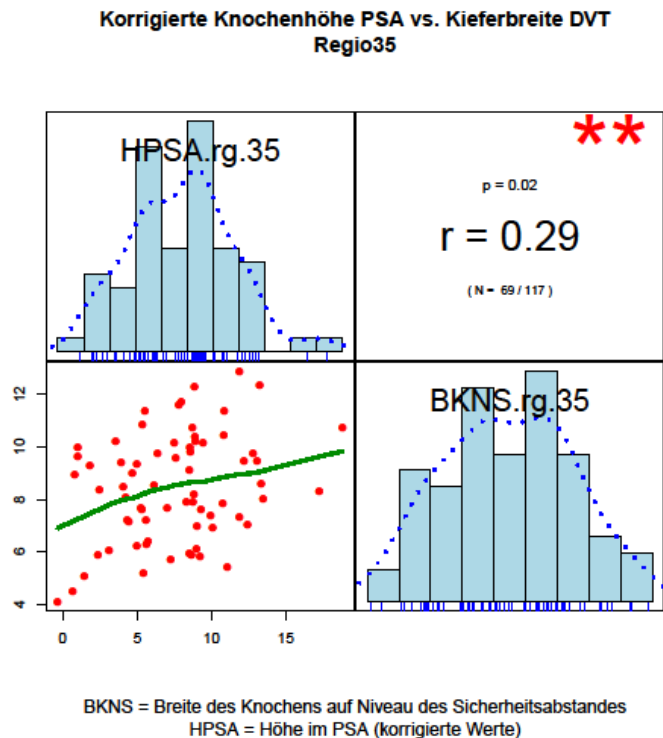 Korrigierte Knochenhöhe PSA vs. Kieferbreite DVT
Regio35
HPSA.rg.35
**
p = 0.02
r = 0.29
( N = 69 / 117 )
BKNS.rg.35
12
10
8
6
4
0 5 10 15
BKNS = Breite des Knochens auf Niveau des Sicherheitsabstandes
HPSA = Höhe im PSA (korrigierte Werte)